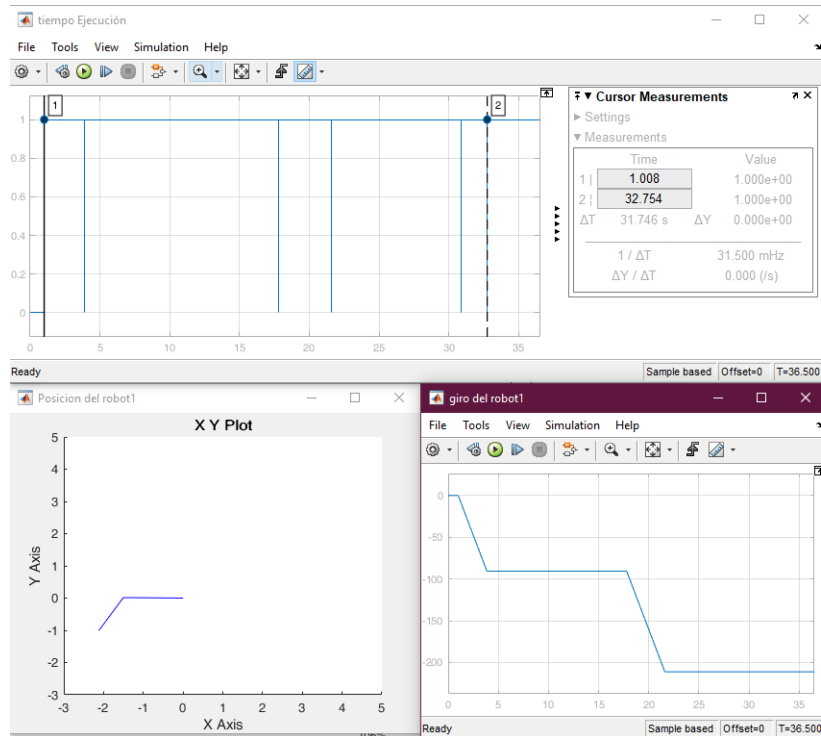 tiempo Ejecución
File Tools View Simulation Help
1
2
1
0.8
0.6
0.4
0.2
0
0 5 10 15 20 25 30 35
Cursor Measurements
Settings
Measurements
Time Value
1 | 1.008 1.000e+00
2 ¦ 32.754 1.000e+00
ΔT 31.746 s ΔY 0.000e+00
1 / ΔT 31.500 mHz
ΔY / ΔT 0.000 (/s)
Ready Sample based Offset=0 T=36.500
Posicion del robot1
X Y Plot
5
4
3
2
1
0
-1
-2
-3
Y Axis
-3 -2 -1 0 1 2 3 4 5
X Axis
giro del robot1
File Tools View Simulation Help
0
-50
-100
-150
-200
0 5 10 15 20 25 30 35
Ready Sample based Offset=0 T=36.500